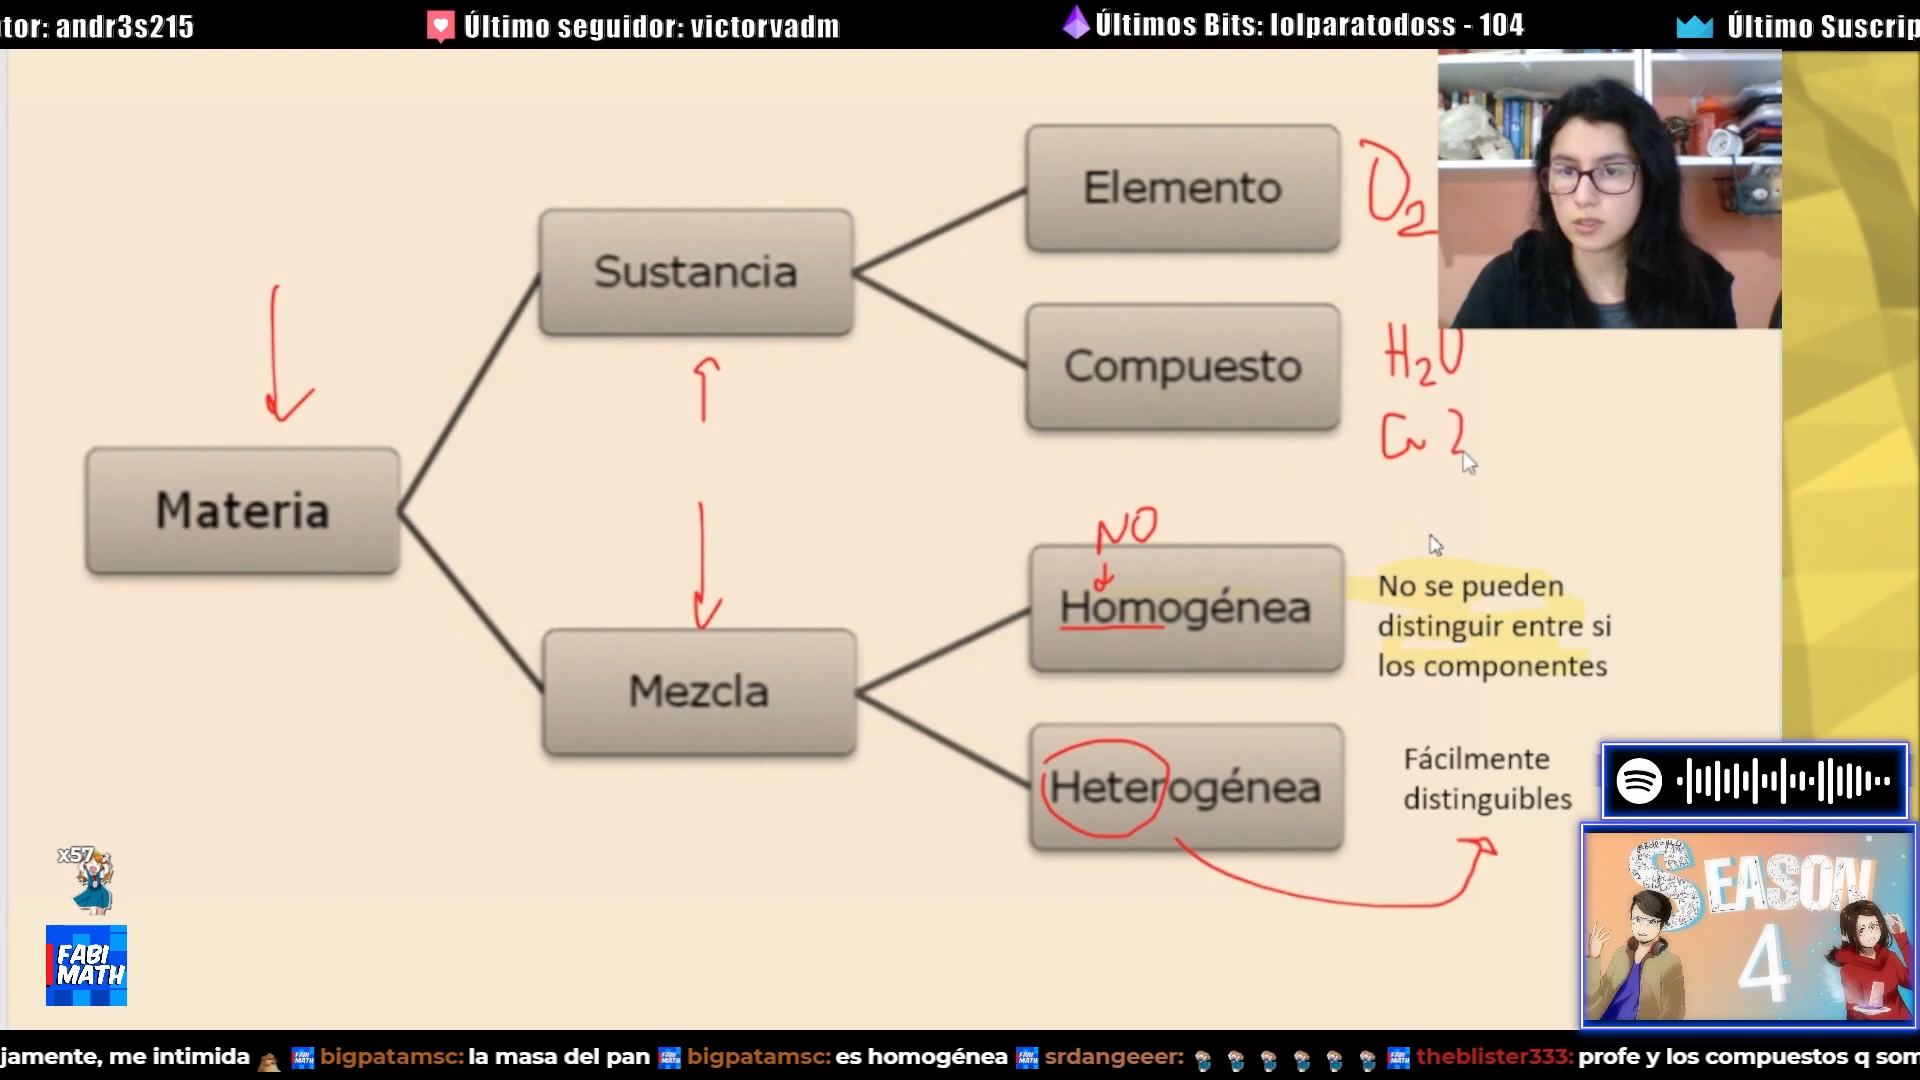 tor: andr3s215
Último seguidor: victorvadm
Últimos Bits: lolparatodoss - 104
Último Suscrip
Materia
Sustancia
Mezcla
Elemento
O2
Compuesto
H2O
NO
Homogénea
No se pueden
distinguir entre si
los componentes
Heterogénea
Fácilmente
distinguibles
x57
FABI
MATH
SEASON
4
jamente, me intimida bigpatamsc: la masa del pan bigpatamsc: es homogénea srdangeeer: theblister333: profe y los compuestos q som